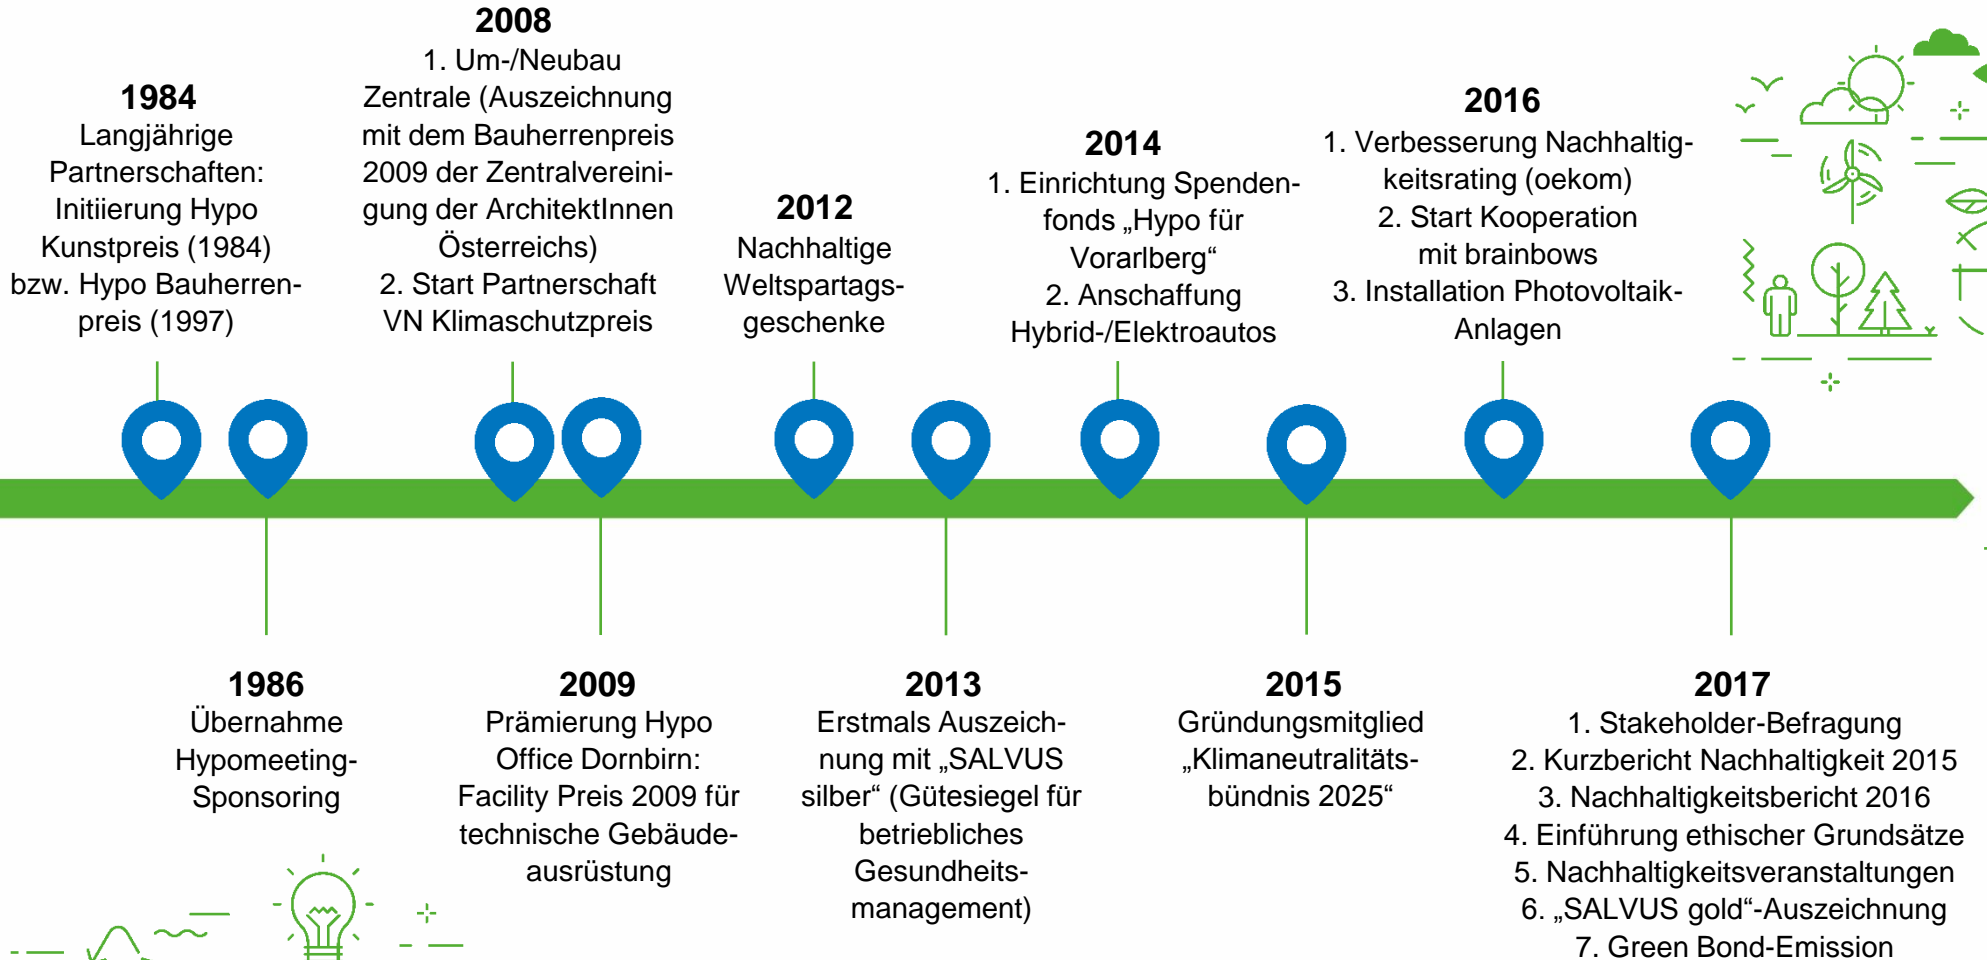 1984
Langjährige
Partnerschaften:
Initiierung Hypo
Kunstpreis (1984)
bzw. Hypo Bauherren-
preis (1997)
2008
1. Um-/Neubau
Zentrale (Auszeichnung
mit dem Bauherrenpreis
2009 der Zentralvereini-
gung der ArchitektInnen
Österreichs)
2. Start Partnerschaft
VN Klimaschutzpreis
2012
Nachhaltige
Weltspartags-
geschenke
2014
1. Einrichtung Spenden-
fonds „Hypo für
Vorarlberg“
2. Anschaffung
Hybrid-/Elektroautos
2016
1. Verbesserung Nachhaltig-
keitsrating (oekom)
2. Start Kooperation
mit brainbows
3. Installation Photovoltaik-
Anlagen
1986
Übernahme
Hypomeeting-
Sponsoring
2009
Prämierung Hypo
Office Dornbirn:
Facility Preis 2009 für
technische Gebäude-
ausrüstung
2013
Erstmals Auszeich-
nung mit „SALVUS
silber“ (Gütesiegel für
betriebliches
Gesundheits-
management)
2015
Gründungsmitglied
„Klimaneutralitäts-
bündnis 2025“
2017
1. Stakeholder-Befragung
2. Kurzbericht Nachhaltigkeit 2015
3. Nachhaltigkeitsbericht 2016
4. Einführung ethischer Grundsätze
5. Nachhaltigkeitsveranstaltungen
6. „SALVUS gold“-Auszeichnung
7. Green Bond-Emission